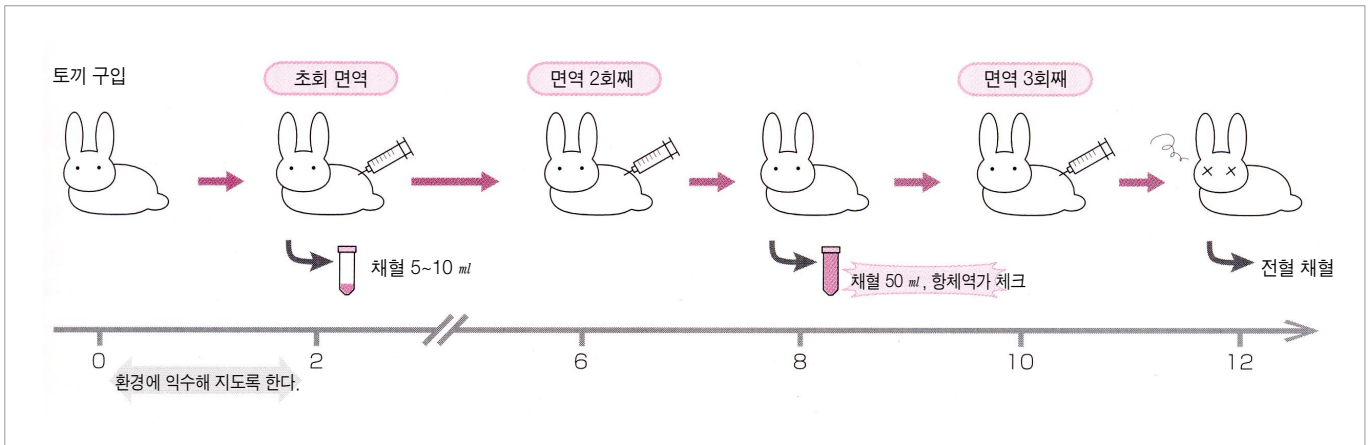 토끼 구입
초회 면역
면역 2회째
면역 3회째
채혈 5~10 ㎖
채혈 50 ㎖, 항체역가 체크
전혈 채혈
0
2
6
8
10
12
환경에 익수해 지도록 한다.